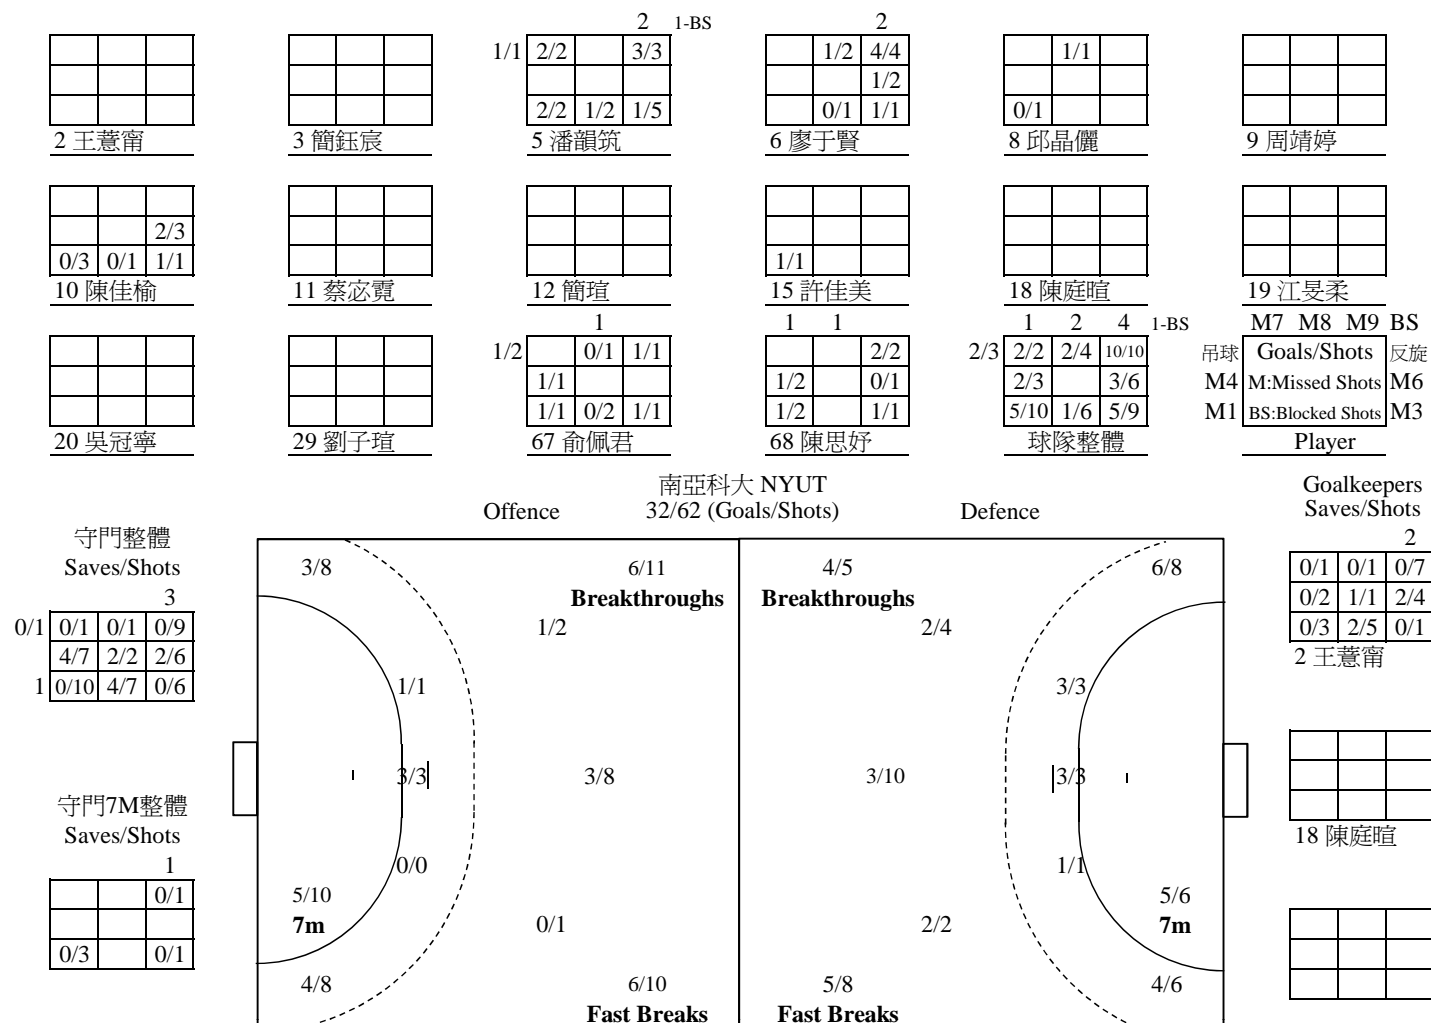 2 1-BS 2
1/1 2/2 3/3 1/2 4/4 1/1
1/2
2/2 1/2 1/5 0/1 1/1 0/1
2 王薏甯 3 簡鈺宸 5 潘韻筑 6 廖于賢 8 邱晶儷 9 周靖婷
2/3
0/3 0/1 1/1 1/1
10 陳佳榆 11 蔡宓霓 12 簡瑄 15 許佳美 18 陳庭暄 19 江旻柔
1 1 1 1 2 4 1-BS M7 M8 M9 BS
1/2 0/1 1/1 2/2 2/3 2/2 2/4 10/10 吊球 Goals/Shots 反旋
1/1 1/2 0/1 2/3 3/6 M4 M:Missed Shots M6
1/1 0/2 1/1 1/2 1/1 5/10 1/6 5/9 M1 BS:Blocked Shots M3
20 吳冠寧 29 劉子瑄 67 俞佩君 68 陳思妤 球隊整體 Player
南亞科大 NYUT
Offence 32/62 (Goals/Shots) Defence
Goalkeepers
Saves/Shots
守門整體
Saves/Shots
3
0/1 0/1 0/1 0/9
4/7 2/2 2/6
1 0/10 4/7 0/6
守門7M整體
Saves/Shots
1
0/1
0/3 0/1
3/8 6/11
Breakthroughs
1/2
1/1
3/3 3/8
0/0
5/10
7m
0/1
4/8 6/10
Fast Breaks
4/5 6/8
Breakthroughs
2/4
3/3
3/10 3/3
1/1
5/6
7m
2/2
5/8 4/6
Fast Breaks
2
0/1 0/1 0/7
0/2 1/1 2/4
0/3 2/5 0/1
2 王薏甯
18 陳庭暄